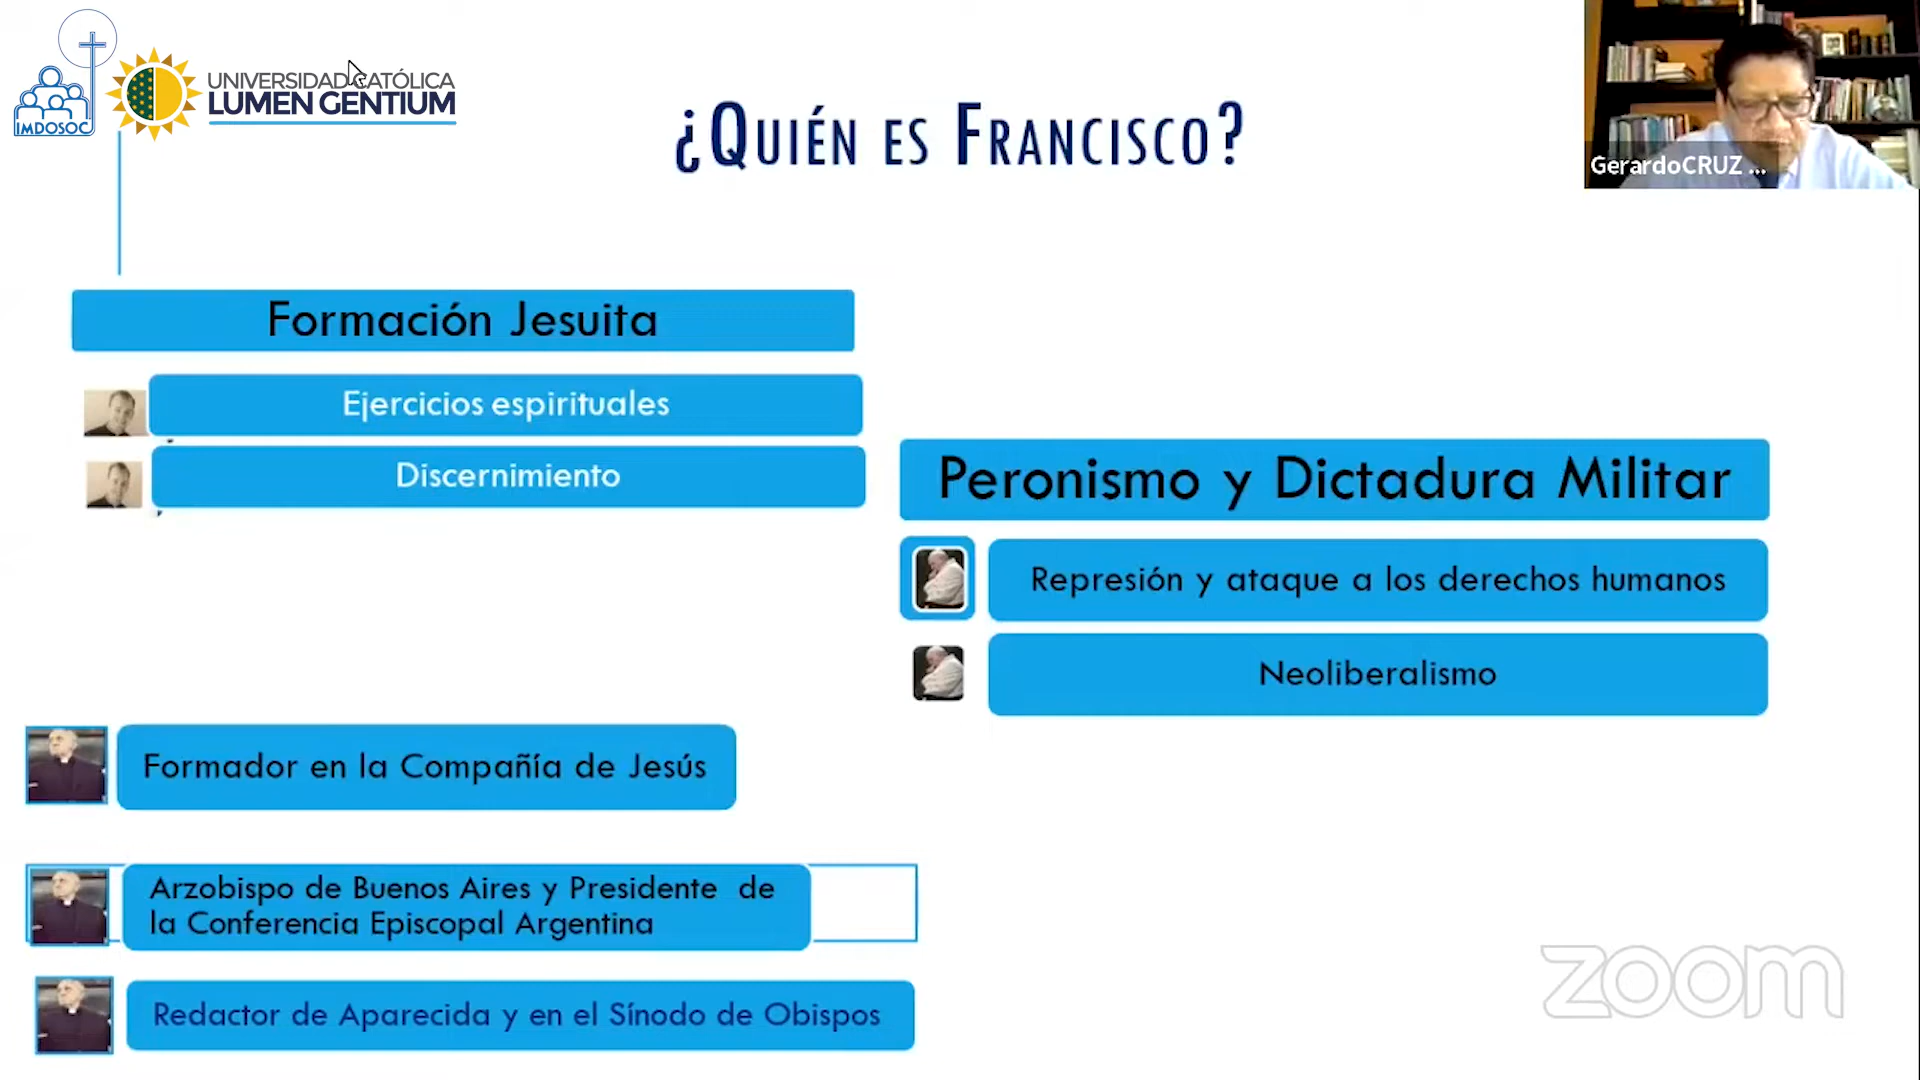 IMDOSOC
UNIVERSIDAD CATÓLICA
LUMEN GENTIUM
¿QUIÉN ES FRANCISCO?
GerardoCRUZ ...
Formación Jesuita
Ejercicios espirituales
Discernimiento
Peronismo y Dictadura Militar
Represión y ataque a los derechos humanos
Neoliberalismo
Formador en la Compañía de Jesús
Arzobispo de Buenos Aires y Presidente de
la Conferencia Episcopal Argentina
Redactor de Aparecida y en el Sínodo de Obispos
zoom